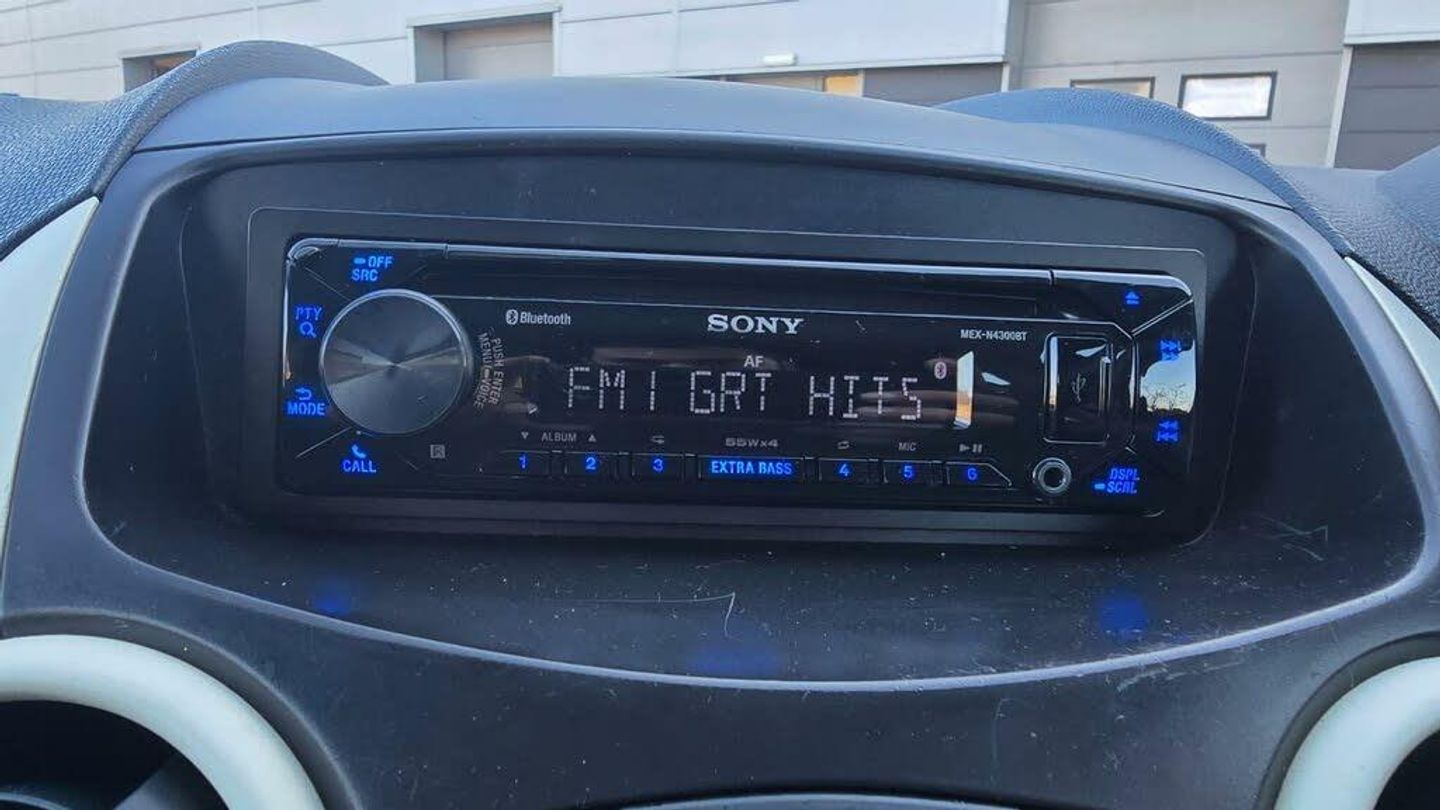 OFF
SRC
PTY
Bluetooth
SONY
MEX-N4300BT
PUSH ENTER
MENU VOICE
AF
FM1 GRT HITS
MODE
ALBUM
55W×4
MIC
CALL
1 2 3 EXTRA BASS 4 5 6
DSPL
SCRL